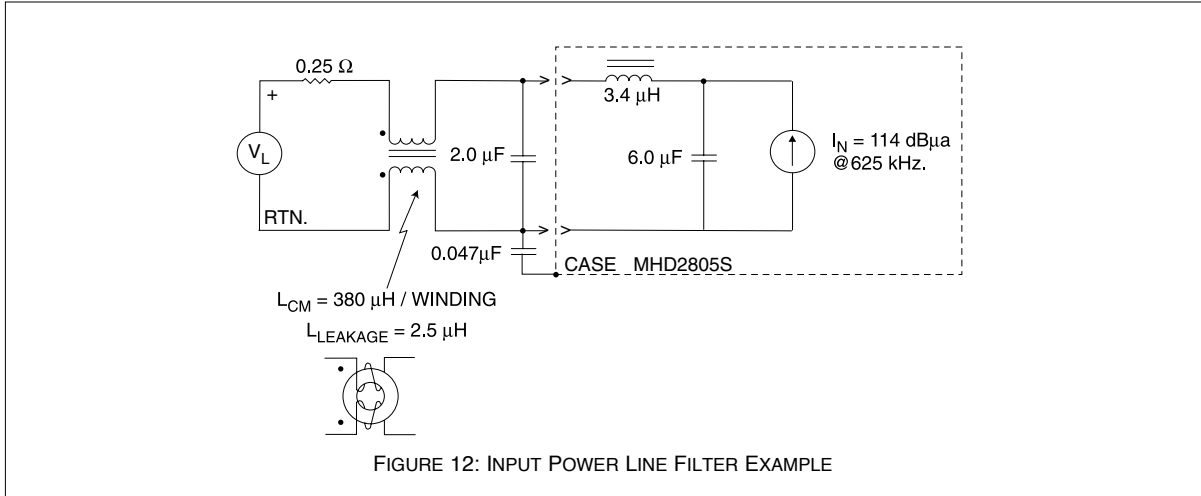 0.25 Ω
+
V_L
RTN.
2.0 µF
0.047µF
3.4 µH
6.0 µF
I_N = 114 dBµa
@625 kHz.
CASE MHD2805S
L_CM = 380 µH / WINDING
L_LEAKAGE = 2.5 µH
FIGURE 12: INPUT POWER LINE FILTER EXAMPLE